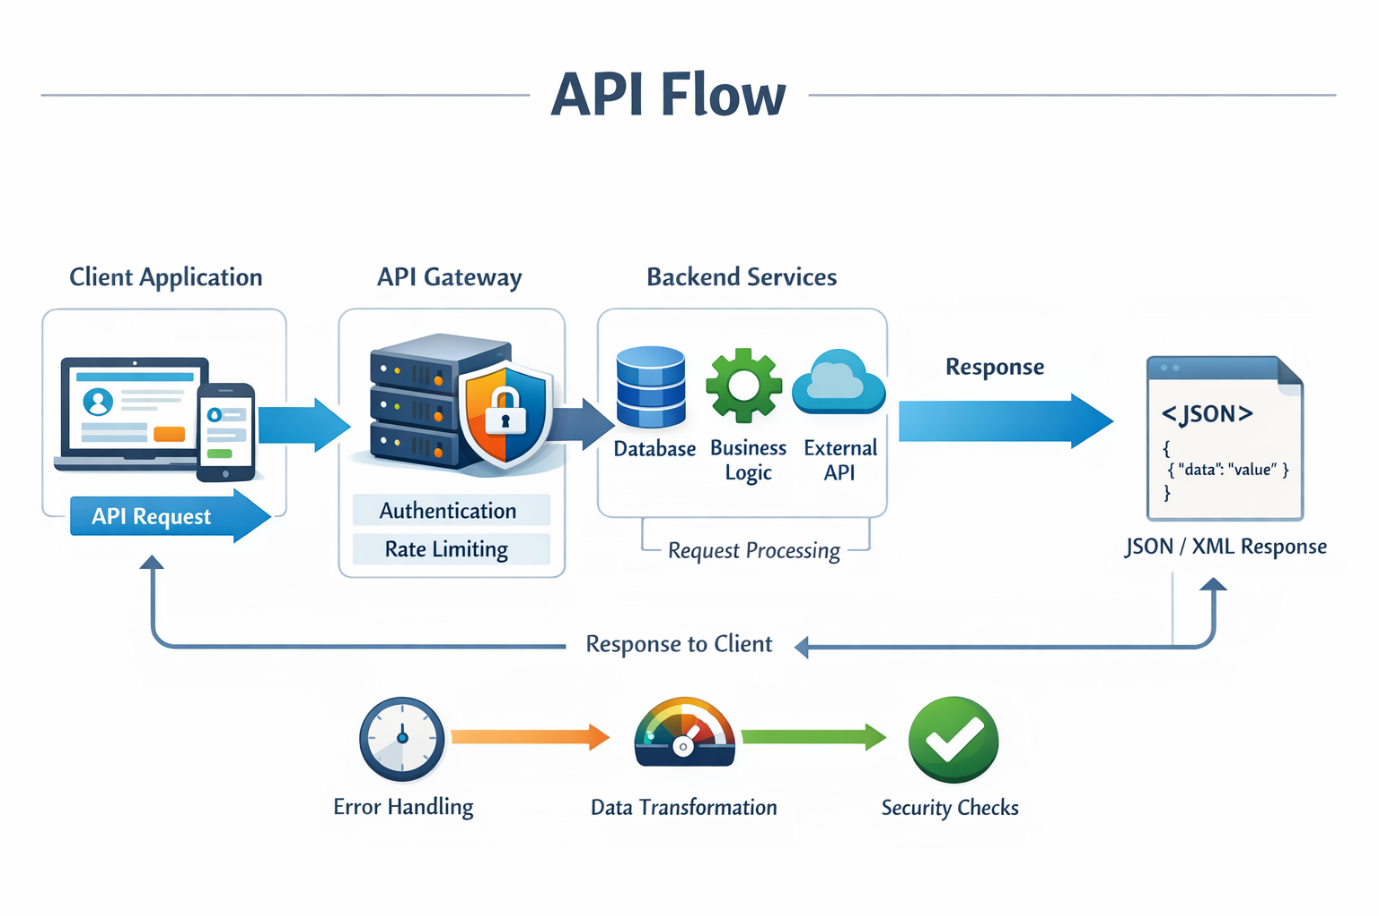 API Flow
Client Application
API Gateway
Backend Services
Database
Business
Logic
External
API
API Request
Authentication
Rate Limiting
Request Processing
Response
<JSON>
{
{ "data": "value" }
}
JSON / XML Response
Response to Client
Error Handling
Data Transformation
Security Checks